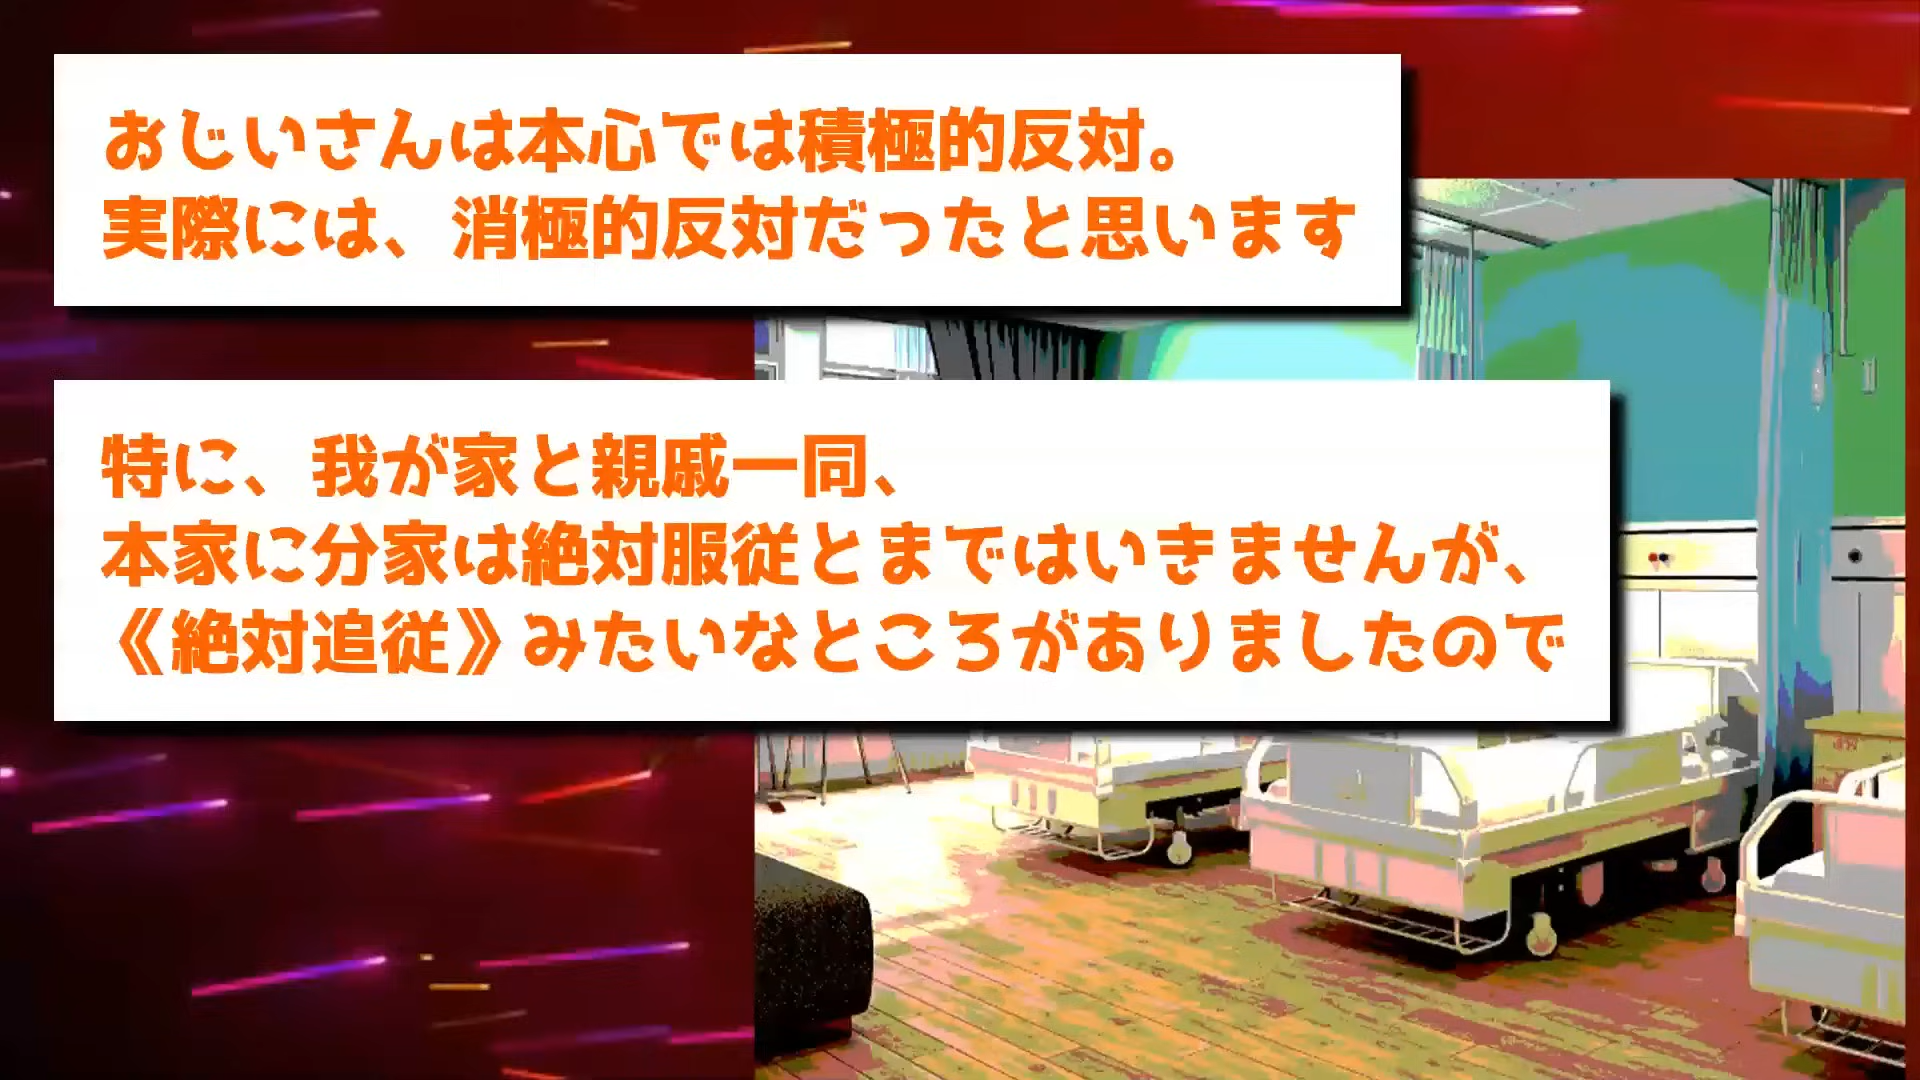 おじいさんは本心では積極的反対。
実際には、消極的反対だったと思います
特に、我が家と親戚一同、
本家に分家は絶対服従とまではいきませんが、
《絶対追従》みたいなところがありましたので